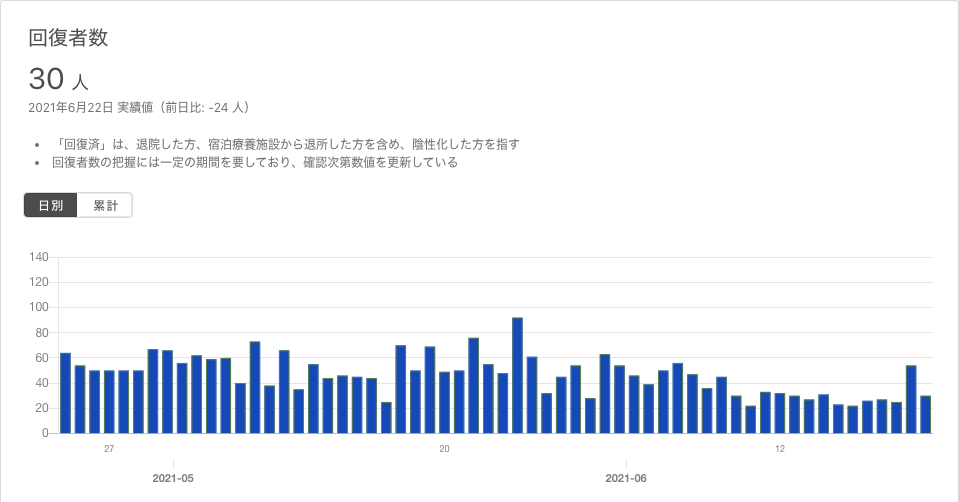 回復者数
30 人
2021年6月22日 実績値（前日比: -24 人）
「回復済」は、退院した方、宿泊療養施設から退所した方を含め、陰性化した方を指す
回復者数の把握には一定の期間を要しており、確認次第数値を更新している
日別 累計
140
120
100
80
60
40
20
0
27 20 12
2021-05 2021-06